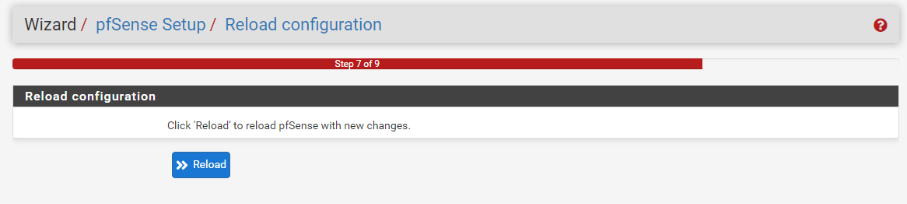 Wizard / pfSense Setup / Reload configuration
Step 7 of 9
Reload configuration
Click 'Reload' to reload pfSense with new changes.
Reload